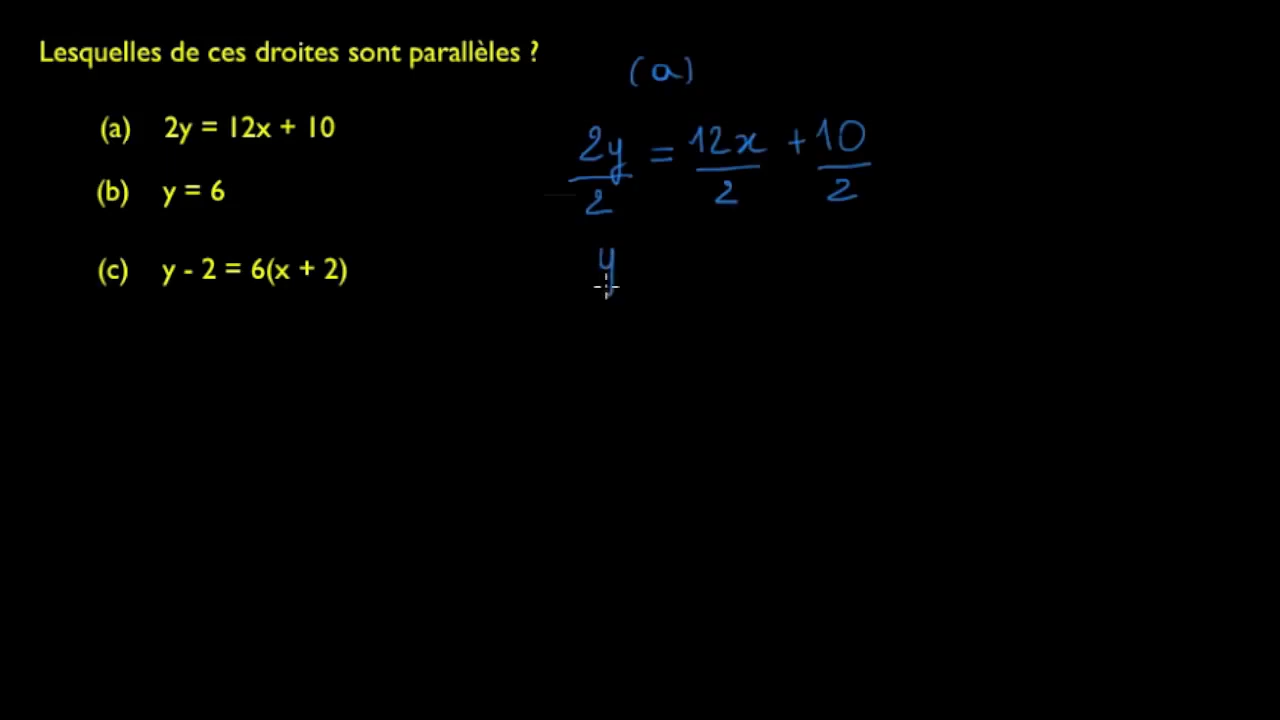 Lesquelles de ces droites sont parallèles ?
(a) 2y = 12x + 10
(b) y = 6
(c) y - 2 = 6(x + 2)
(a)
2y/2 = 12x/2 + 10/2
y